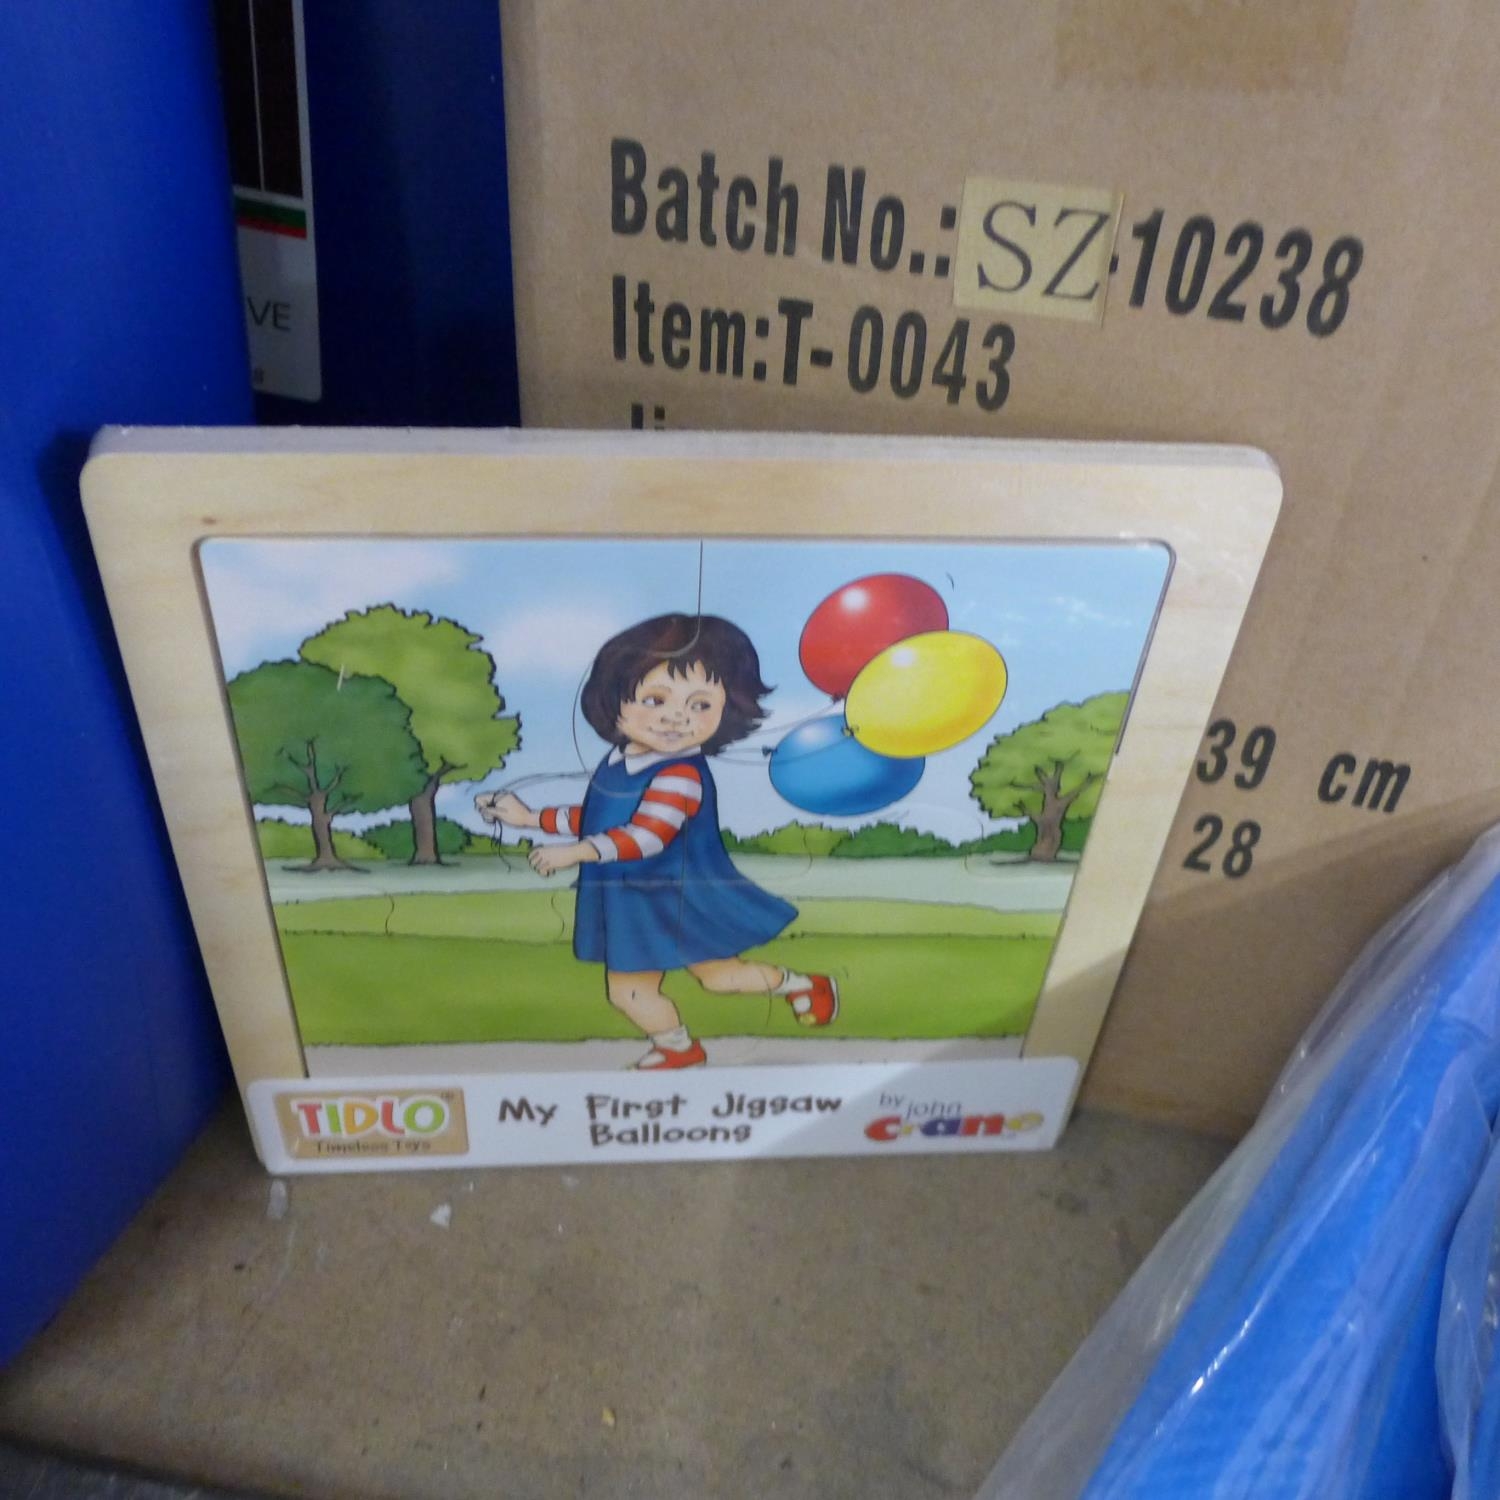 Batch No.: SZ-10238
Item:T-0043
VE
39 cm
28
TIDLO
Timeless Toys
My First Jigsaw
Balloons
by john
crane